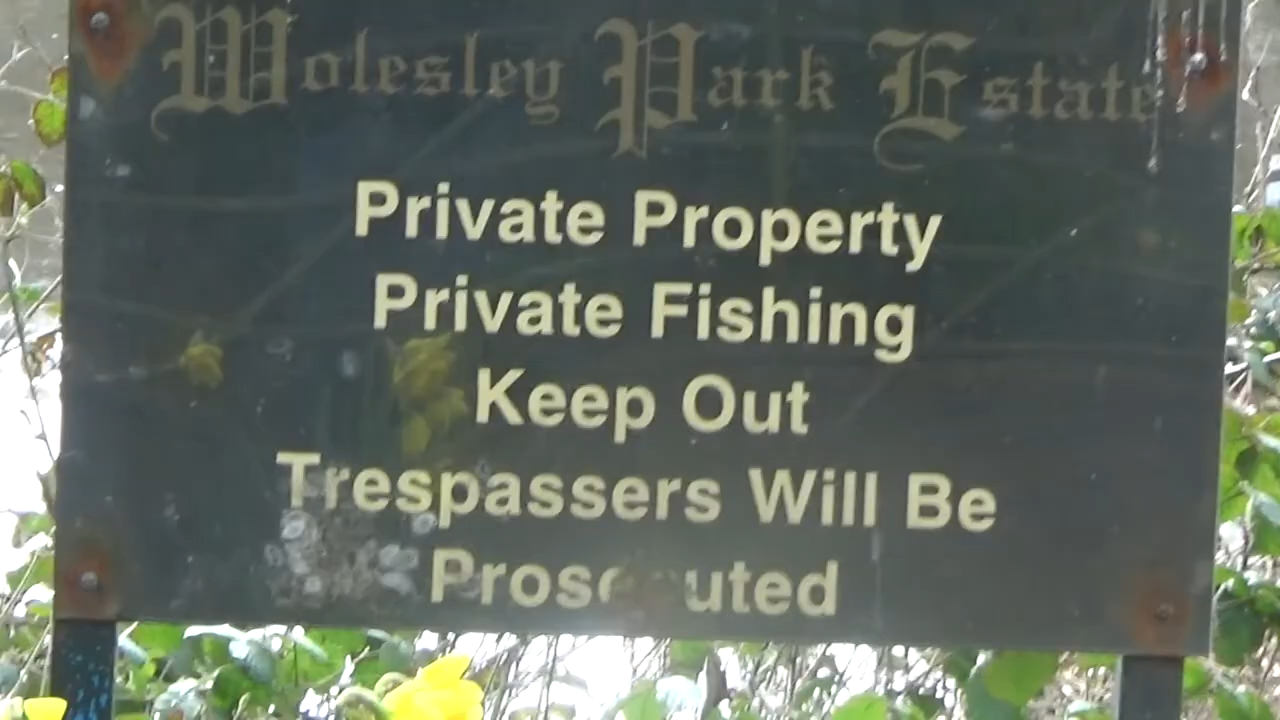 Wolesley Park Estate
Private Property
Private Fishing
Keep Out
Trespassers Will Be
Prosecuted